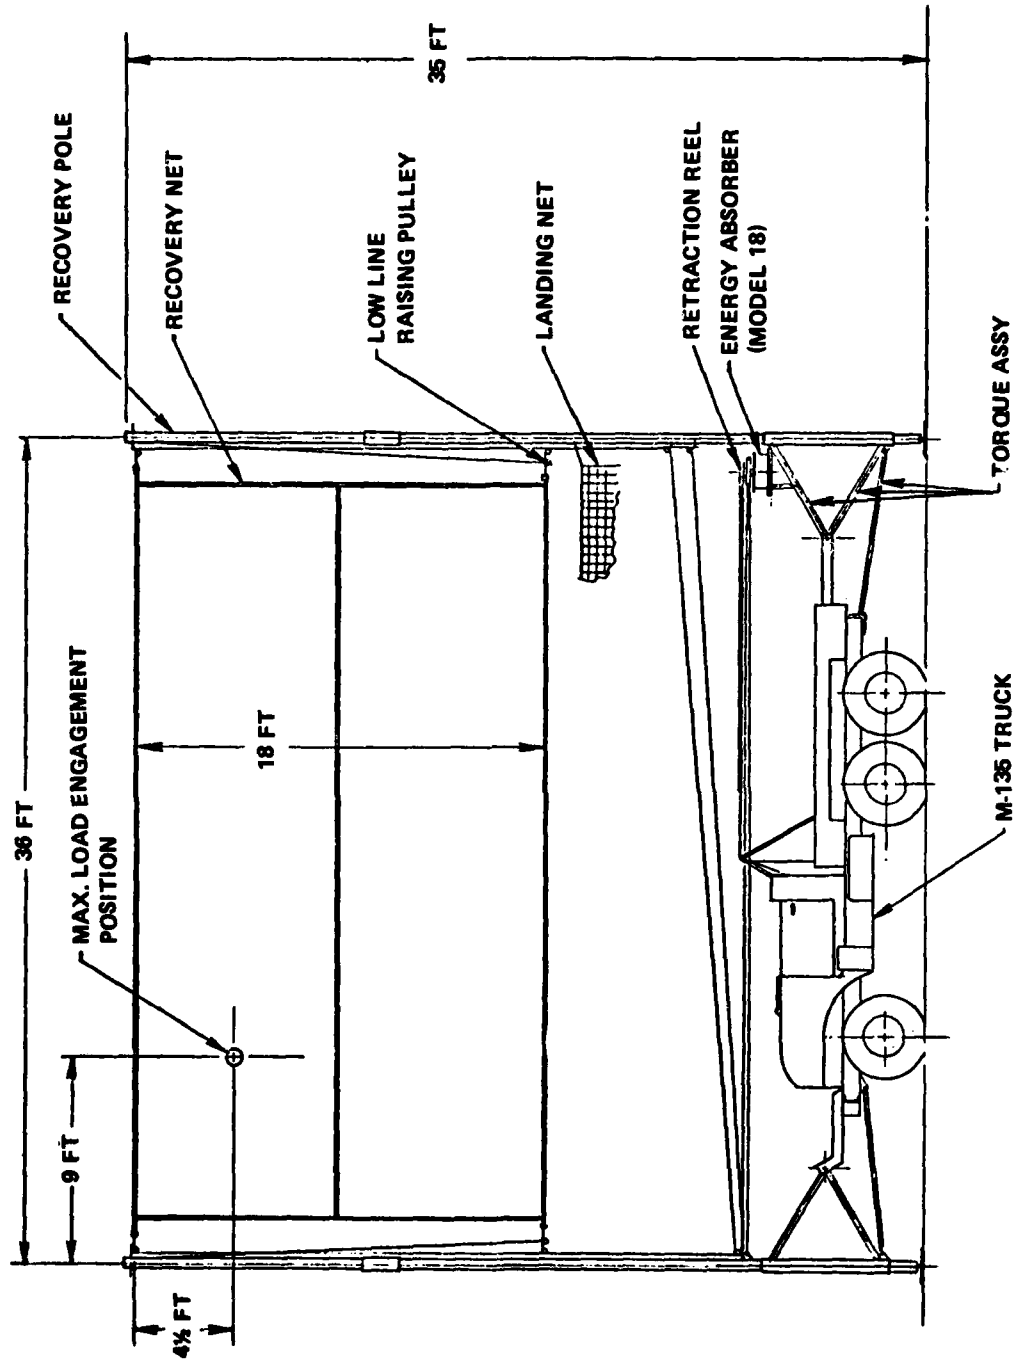 36 FT
9 FT
4½ FT
MAX. LOAD ENGAGEMENT
POSITION
18 FT
RECOVERY POLE
RECOVERY NET
LOW LINE
RAISING PULLEY
LANDING NET
RETRACTION REEL
ENERGY ABSORBER
(MODEL 18)
35 FT
TORQUE ASSY
M-135 TRUCK